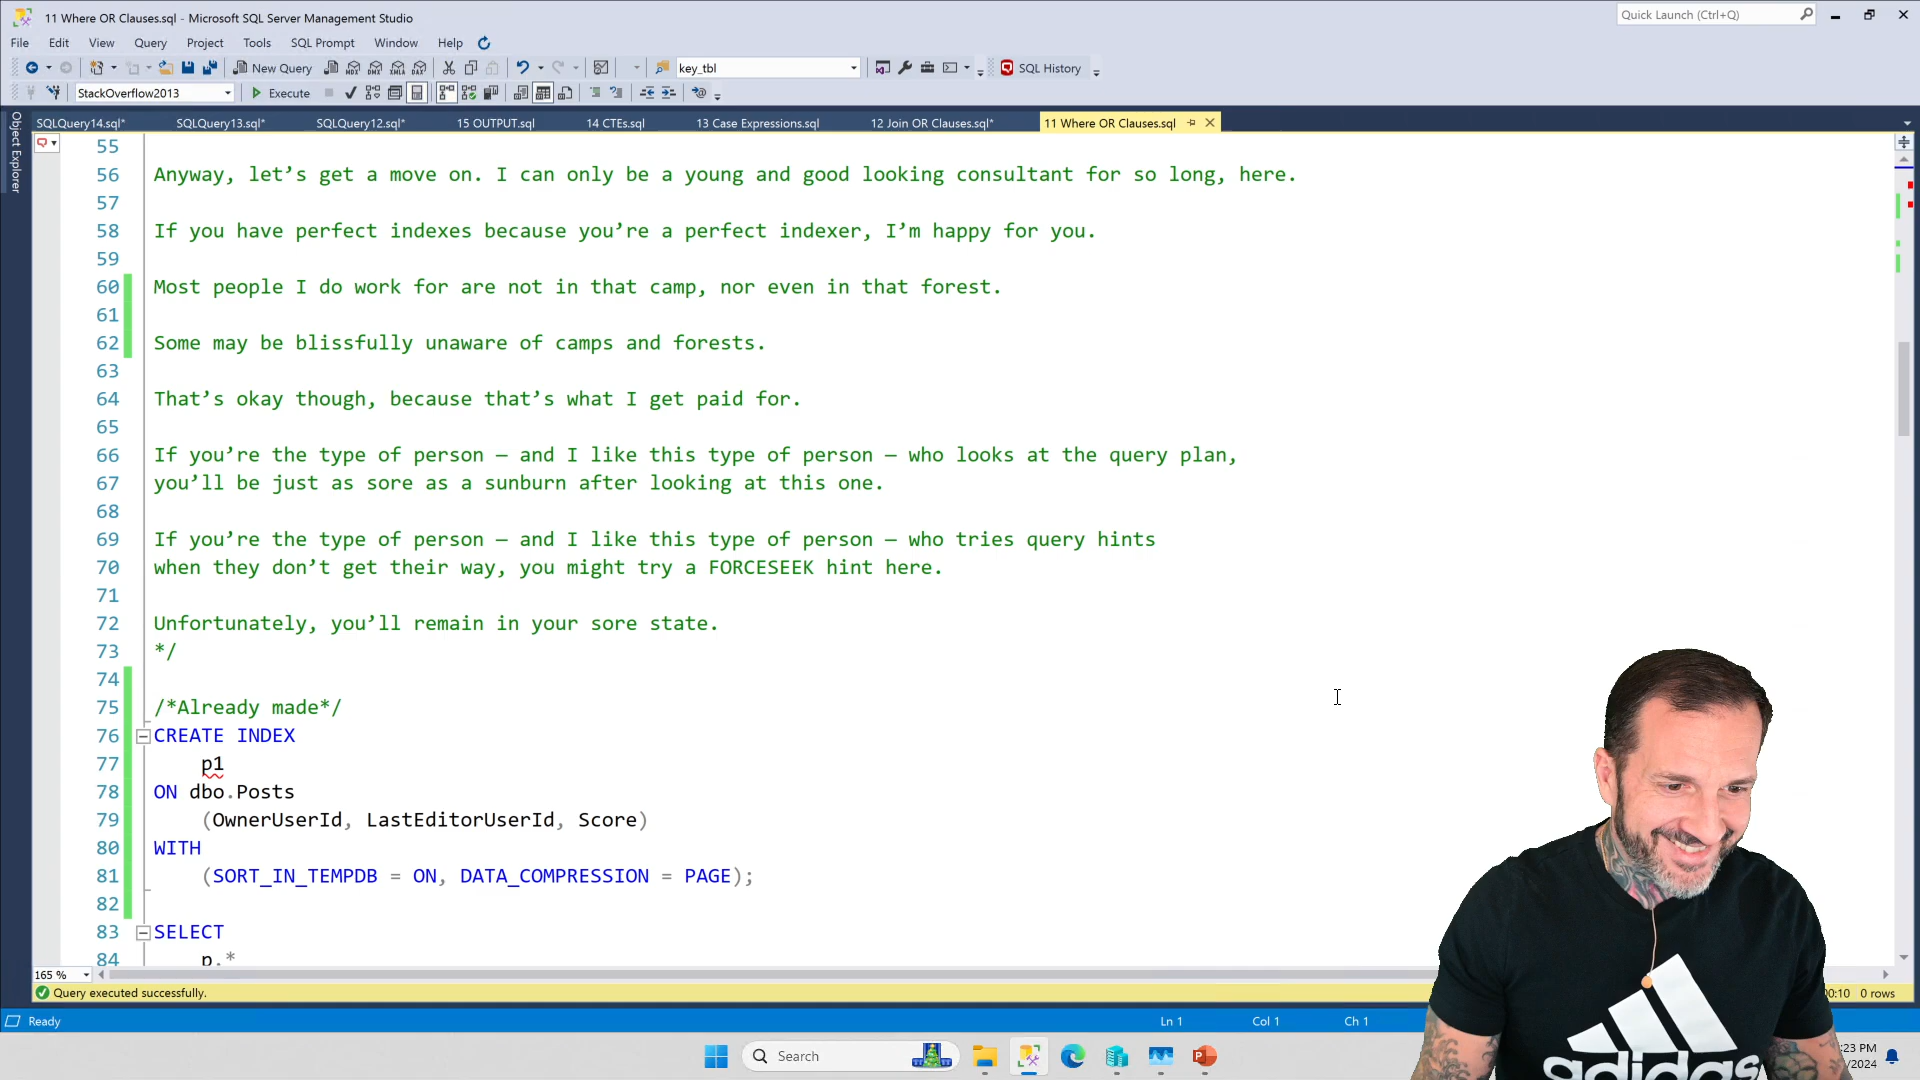 11 Where OR Clauses.sql - Microsoft SQL Server Management Studio
Quick Launch (Ctrl+Q)
File Edit View Query Project Tools SQL Prompt Window Help
New Query MDX DMX XMLA DAX key_tbl SQL History
StackOverflow2013 Execute
SQLQuery14.sql* SQLQuery13.sql* SQLQuery12.sql* 15 OUTPUT.sql 14 CTEs.sql 13 Case Expressions.sql 12 Join OR Clauses.sql* 11 Where OR Clauses.sql
Object Explorer
55
56 Anyway, let’s get a move on. I can only be a young and good looking consultant for so long, here.
57
58 If you have perfect indexes because you’re a perfect indexer, I’m happy for you.
59
60 Most people I do work for are not in that camp, nor even in that forest.
61
62 Some may be blissfully unaware of camps and forests.
63
64 That’s okay though, because that’s what I get paid for.
65
66 If you’re the type of person — and I like this type of person — who looks at the query plan,
67 you’ll be just as sore as a sunburn after looking at this one.
68
69 If you’re the type of person — and I like this type of person — who tries query hints
70 when they don’t get their way, you might try a FORCESEEK hint here.
71
72 Unfortunately, you’ll remain in your sore state.
73 */
74
75 /*Already made*/
76 CREATE INDEX
77 p1
78 ON dbo.Posts
79 (OwnerUserId, LastEditorUserId, Score)
80 WITH
81 (SORT_IN_TEMPDB = ON, DATA_COMPRESSION = PAGE);
82
83 SELECT
84 p.*
165 %
Query executed successfully. 00:10 0 rows
Ready Ln 1 Col 1 Ch 1
Search
:23 PM
/2024
adidas